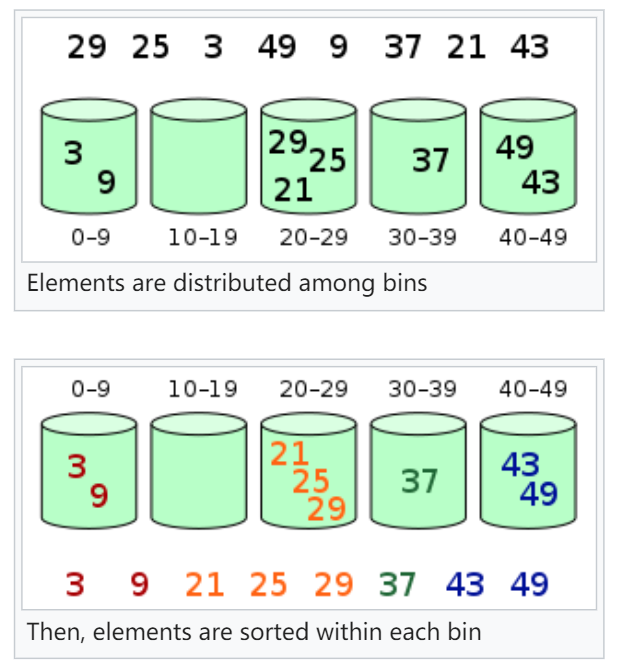 29 25 3 49 9 37 21 43
3 9 29 25 21 37 49 43
0–9 10–19 20–29 30–39 40–49
Elements are distributed among bins
0–9 10–19 20–29 30–39 40–49
3 9 21 25 29 37 43 49
3 9 21 25 29 37 43 49
Then, elements are sorted within each bin